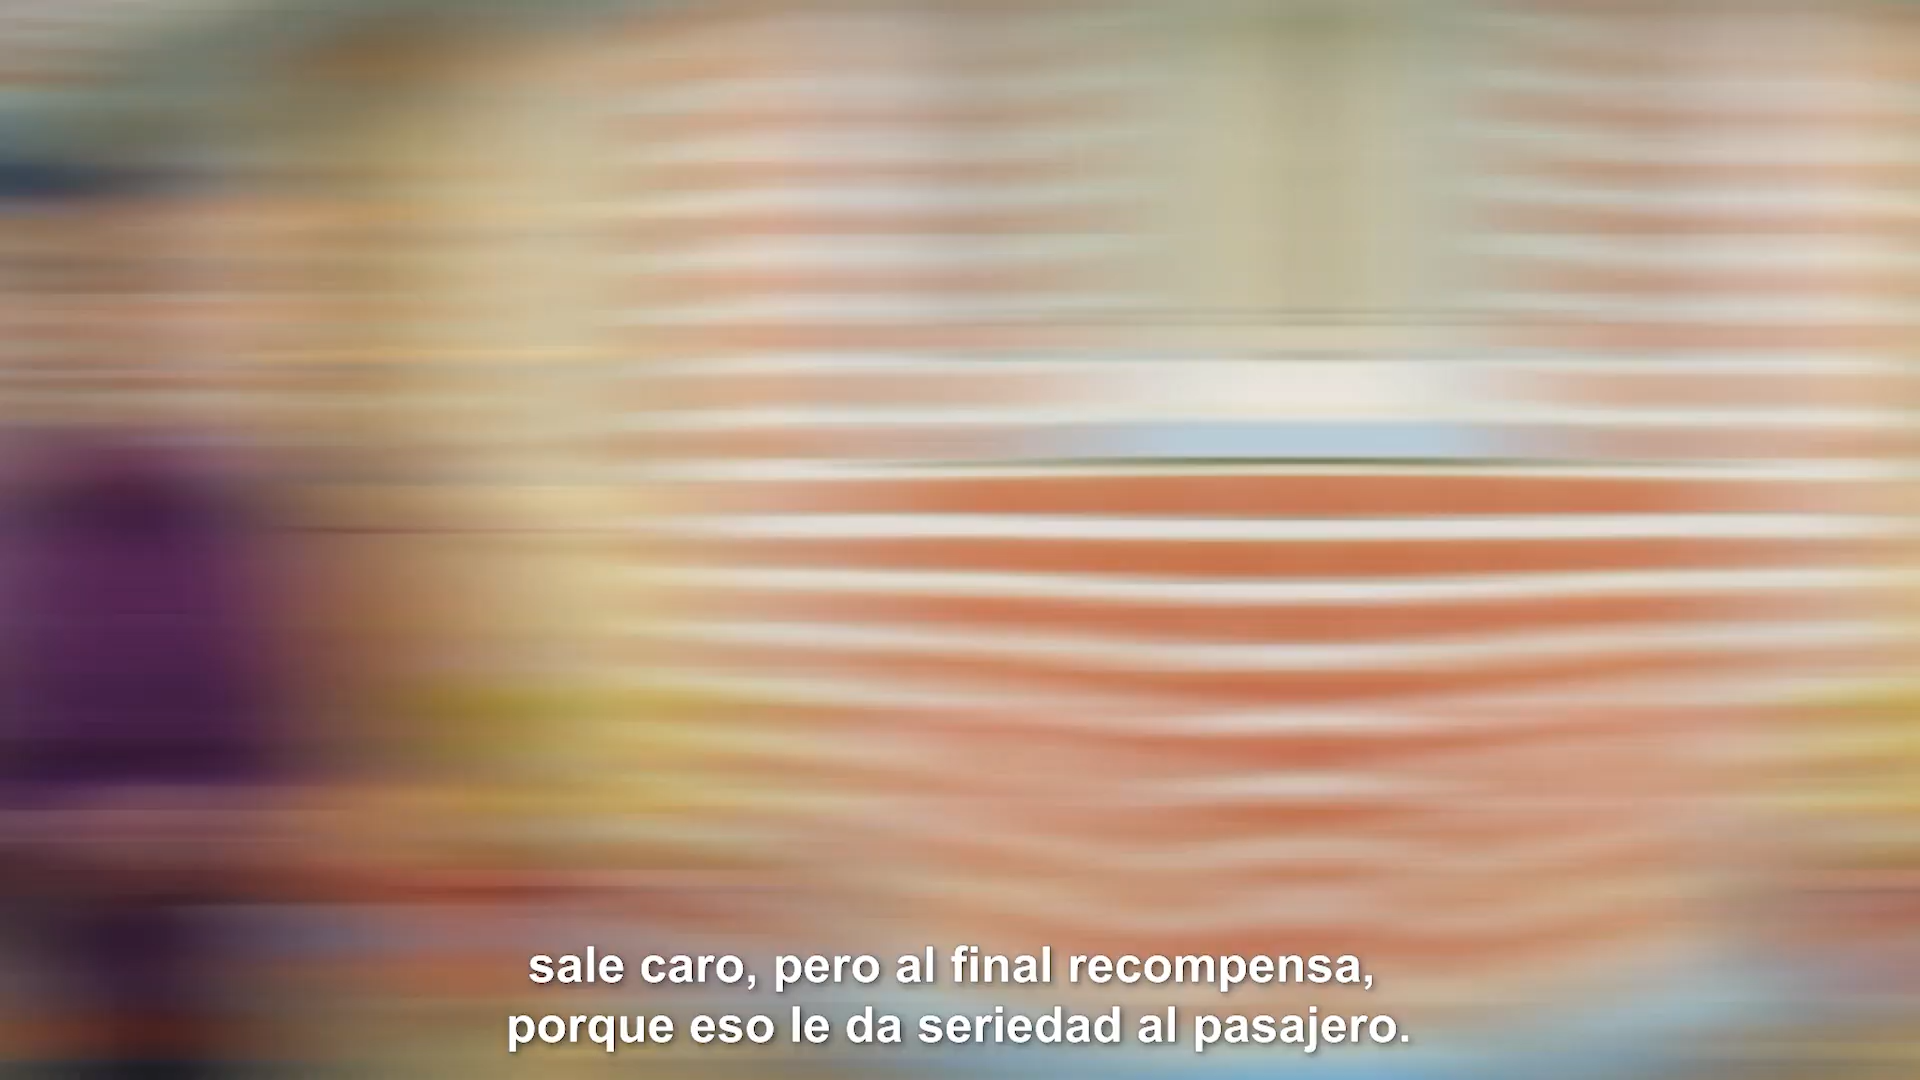 sale caro, pero al final recompensa,
porque eso le da seriedad al pasajero.